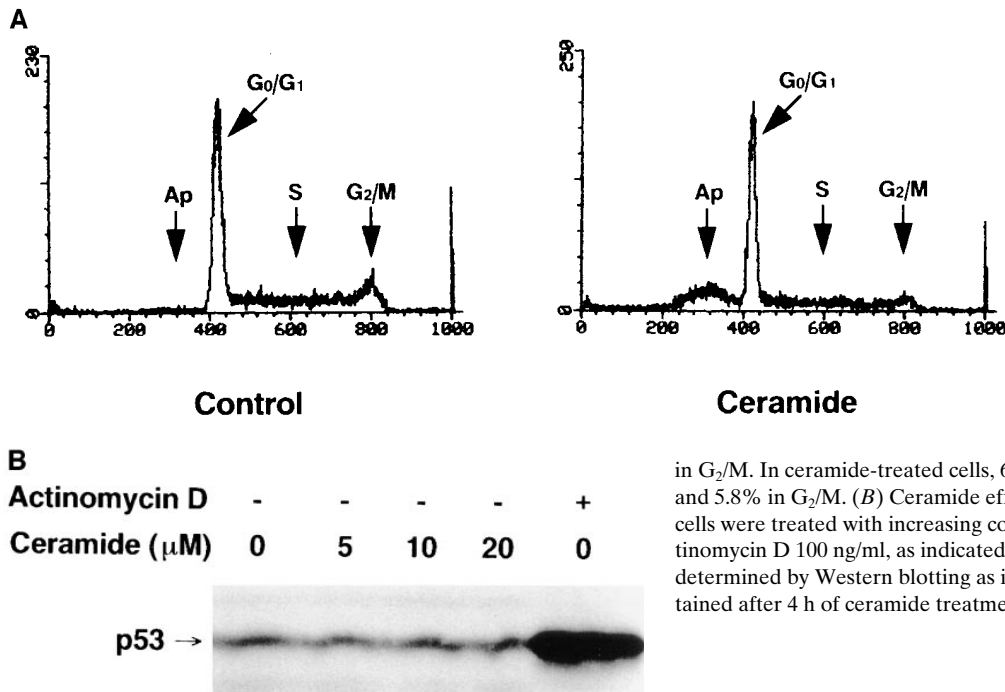 A
230
0
G0/G1
Ap
S
G2/M
0 200 400 600 800 1000
Control
250
0
G0/G1
Ap
S
G2/M
0 200 400 600 800 1000
Ceramide
B
Actinomycin D - - - - +
Ceramide (μM) 0 5 10 20 0
p53 →
in G2/M. In ceramide-treated cells, 6
and 5.8% in G2/M. (B) Ceramide eff
cells were treated with increasing co
tinomycin D 100 ng/ml, as indicated
determined by Western blotting as i
tained after 4 h of ceramide treatme